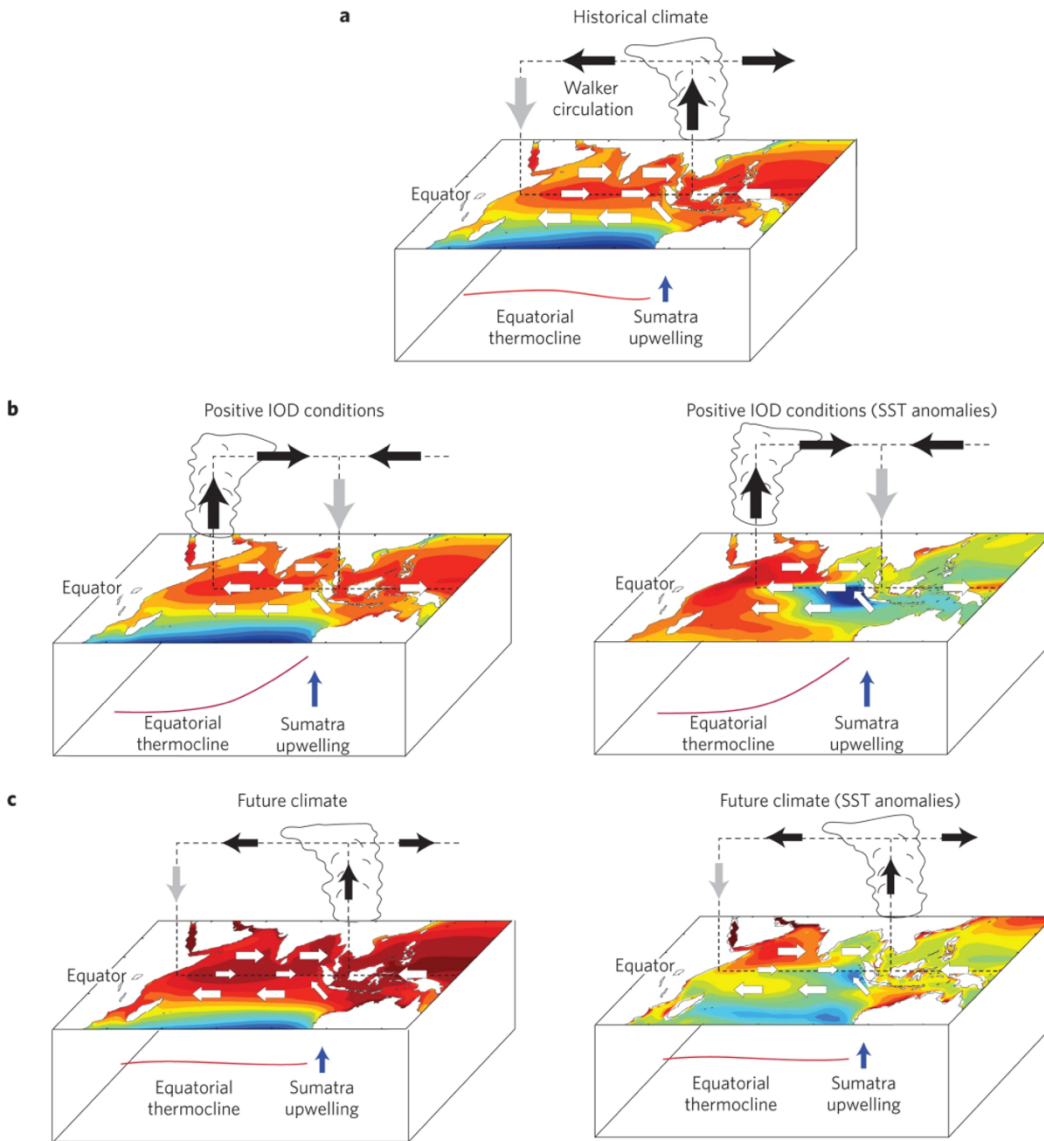 a
Historical climate
Walker
circulation
Equator
Equatorial
thermocline
Sumatra
upwelling
b
Positive IOD conditions
Equator
Equatorial
thermocline
Sumatra
upwelling
Positive IOD conditions (SST anomalies)
Equator
Equatorial
thermocline
Sumatra
upwelling
c
Future climate
Equator
Equatorial
thermocline
Sumatra
upwelling
Future climate (SST anomalies)
Equator
Equatorial
thermocline
Sumatra
upwelling